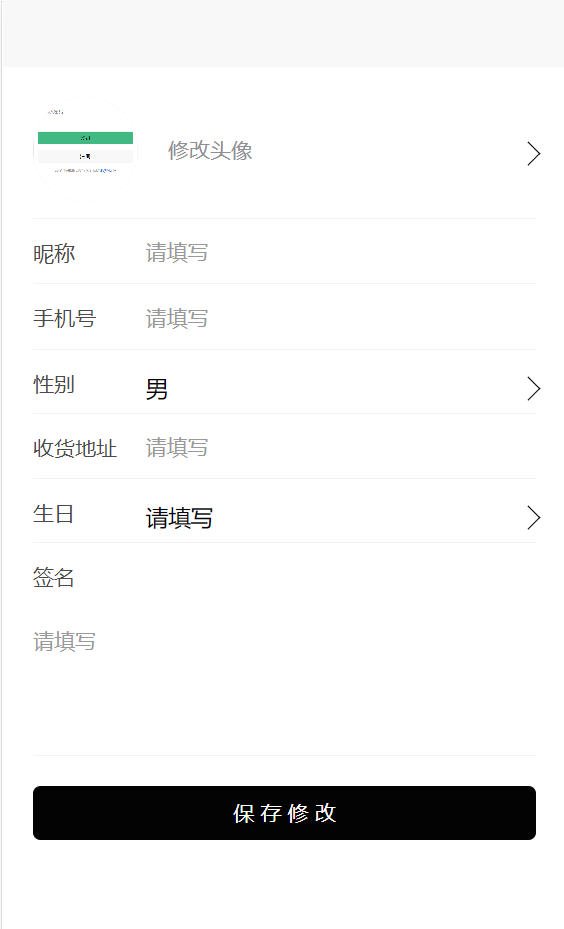 修改头像
昵称 请填写
手机号 请填写
性别 男
收货地址 请填写
生日 请填写
签名
请填写
保存修改